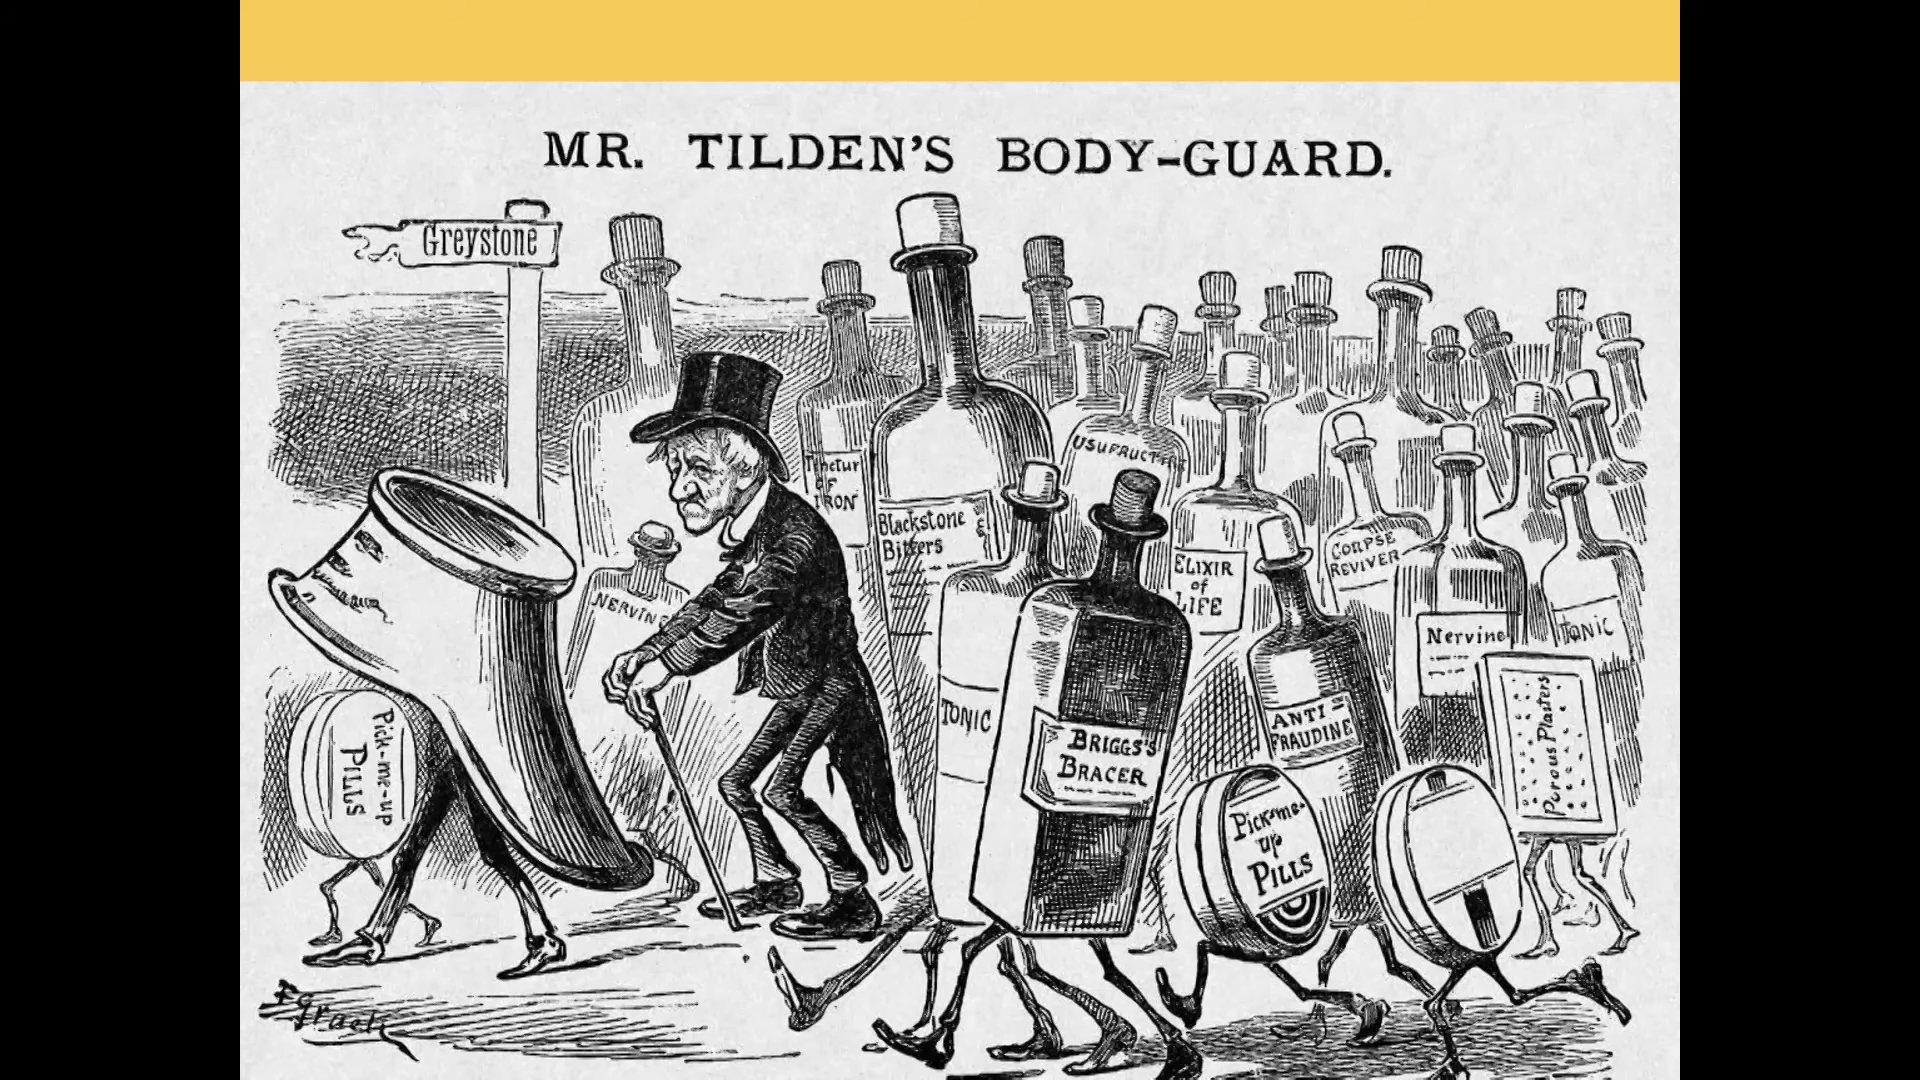 MR. TILDEN'S BODY-GUARD.
Greystone
Tinctur
OF
IRON
Blackstone &
Bitters
USUFRUCT
NERVINE
ELIXIR
of
LIFE
CORPSE
REVIVER
Nervine
TONIC
TONIC
BRIGGS'S
BRACER
ANTI=
FRAUDINE
Porous Plasters
Pick-me-up
PILLS
Pick-me-
up
PILLS